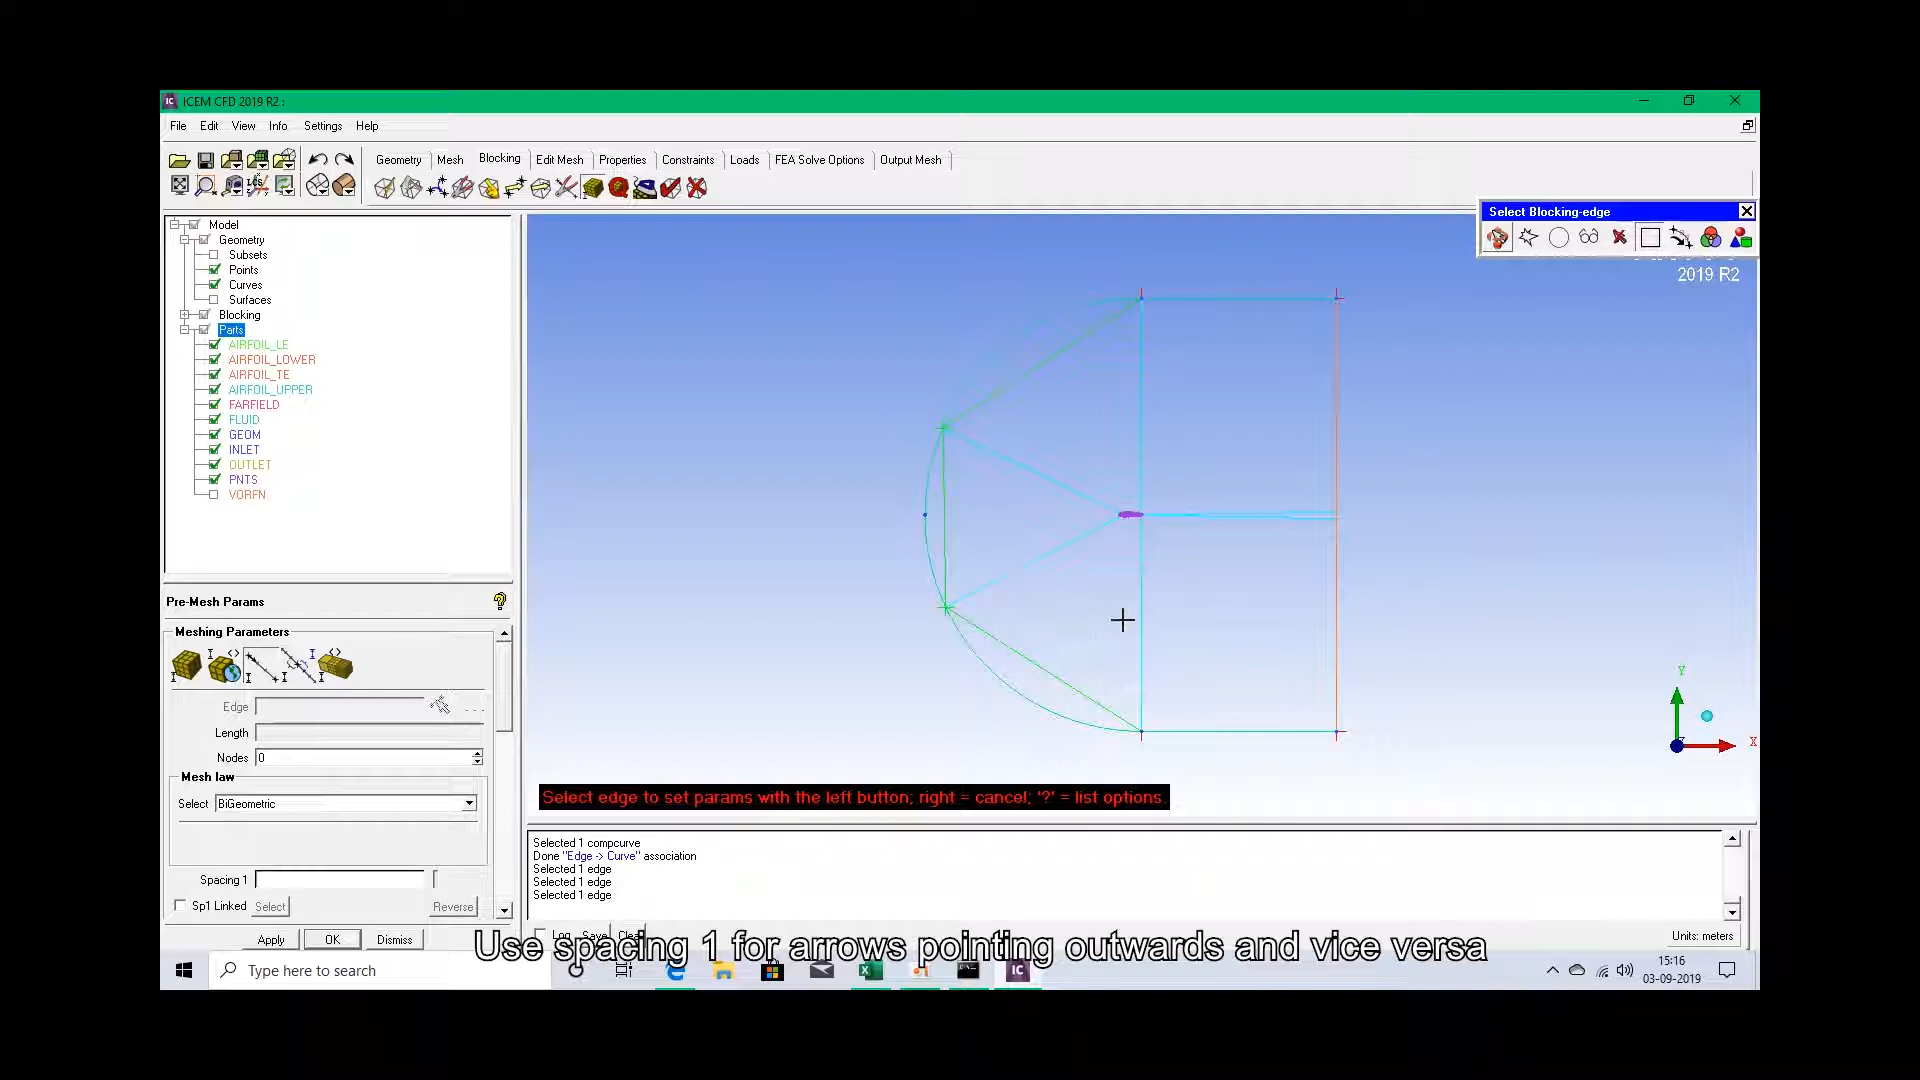 ICEM CFD 2019 R2 :
File Edit View Info Settings Help
Geometry Mesh Blocking Edit Mesh Properties Constraints Loads FEA Solve Options Output Mesh
Select Blocking-edge
2019 R2
Model
Geometry
Subsets
Points
Curves
Surfaces
Blocking
Parts
AIRFOIL_LE
AIRFOIL_LOWER
AIRFOIL_TE
AIRFOIL_UPPER
FARFIELD
FLUID
GEOM
INLET
OUTLET
PNTS
VORFN
Pre-Mesh Params
Meshing Parameters
Edge
Length
Nodes 0
Mesh law
Select BiGeometric
Spacing 1
Sp1 Linked Select Reverse
Apply OK Dismiss
Y
X
Select edge to set params with the left button; right = cancel; '?' = list options.
Selected 1 compcurve
Done "Edge -> Curve" association
Selected 1 edge
Selected 1 edge
Selected 1 edge
Log Save Clear
Units: meters
Use spacing 1 for arrows pointing outwards and vice versa
Type here to search
15:16
03-09-2019